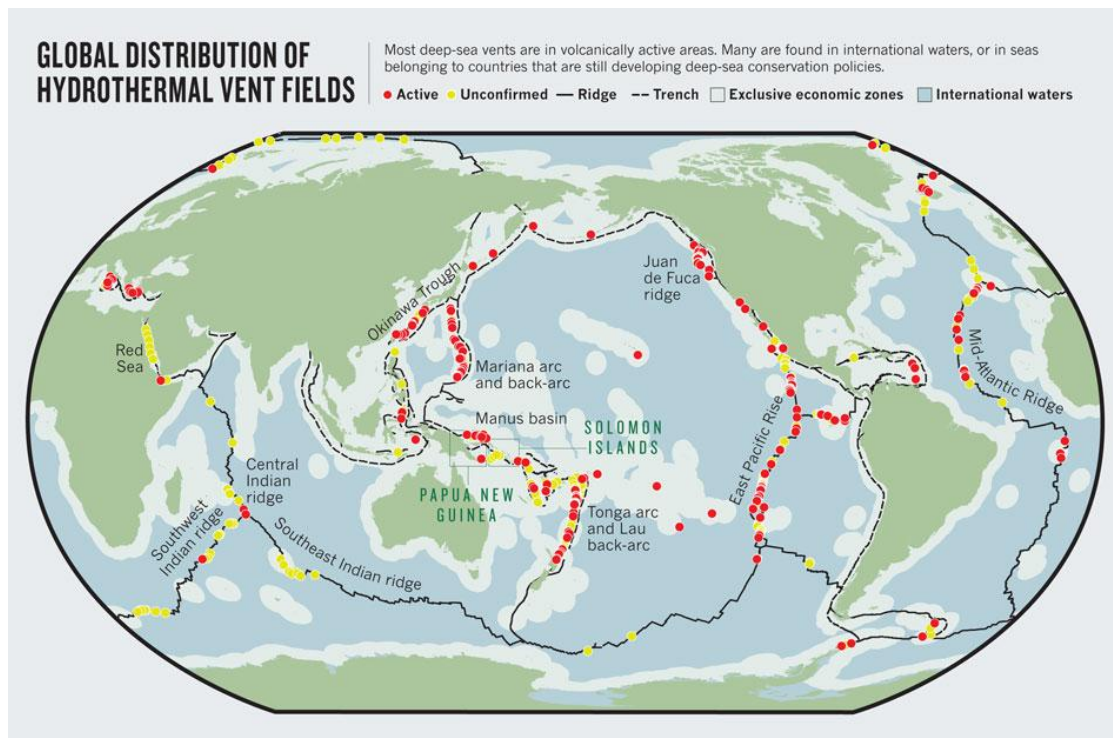 GLOBAL DISTRIBUTION OF
HYDROTHERMAL VENT FIELDS
Most deep-sea vents are in volcanically active areas. Many are found in international waters, or in seas
belonging to countries that are still developing deep-sea conservation policies.
Active Unconfirmed Ridge Trench Exclusive economic zones International waters
Juan
de Fuca
ridge
Okinawa Trough
Red
Sea
Mid-Atlantic Ridge
Mariana arc
and back-arc
Manus basin
SOLOMON
ISLANDS
East Pacific Rise
Central
Indian
ridge
PAPUA NEW
GUINEA
Southwest
Indian ridge
Tonga arc
and Lau
back-arc
Southeast Indian ridge